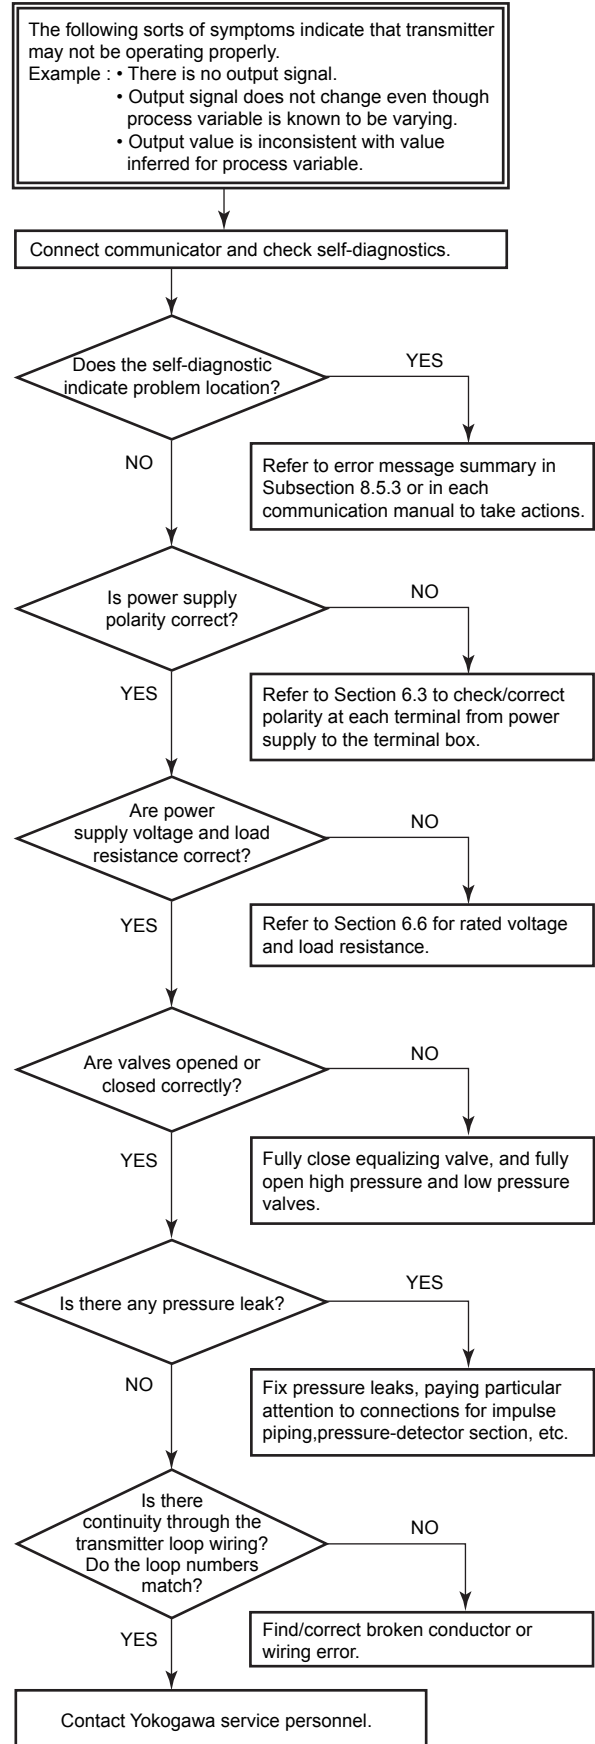 The following sorts of symptoms indicate that transmitter
may not be operating properly.
Example : • There is no output signal.
• Output signal does not change even though
process variable is known to be varying.
• Output value is inconsistent with value
inferred for process variable.
Connect communicator and check self-diagnostics.
Does the self-diagnostic
indicate problem location?
YES
NO
Refer to error message summary in
Subsection 8.5.3 or in each
communication manual to take actions.
Is power supply
polarity correct?
NO
YES
Refer to Section 6.3 to check/correct
polarity at each terminal from power
supply to the terminal box.
Are power
supply voltage and load
resistance correct?
NO
YES
Refer to Section 6.6 for rated voltage
and load resistance.
Are valves opened or
closed correctly?
NO
YES
Fully close equalizing valve, and fully
open high pressure and low pressure
valves.
Is there any pressure leak?
YES
NO
Fix pressure leaks, paying particular
attention to connections for impulse
piping,pressure-detector section, etc.
Is there
continuity through the
transmitter loop wiring?
Do the loop numbers
match?
NO
YES
Find/correct broken conductor or
wiring error.
Contact Yokogawa service personnel.